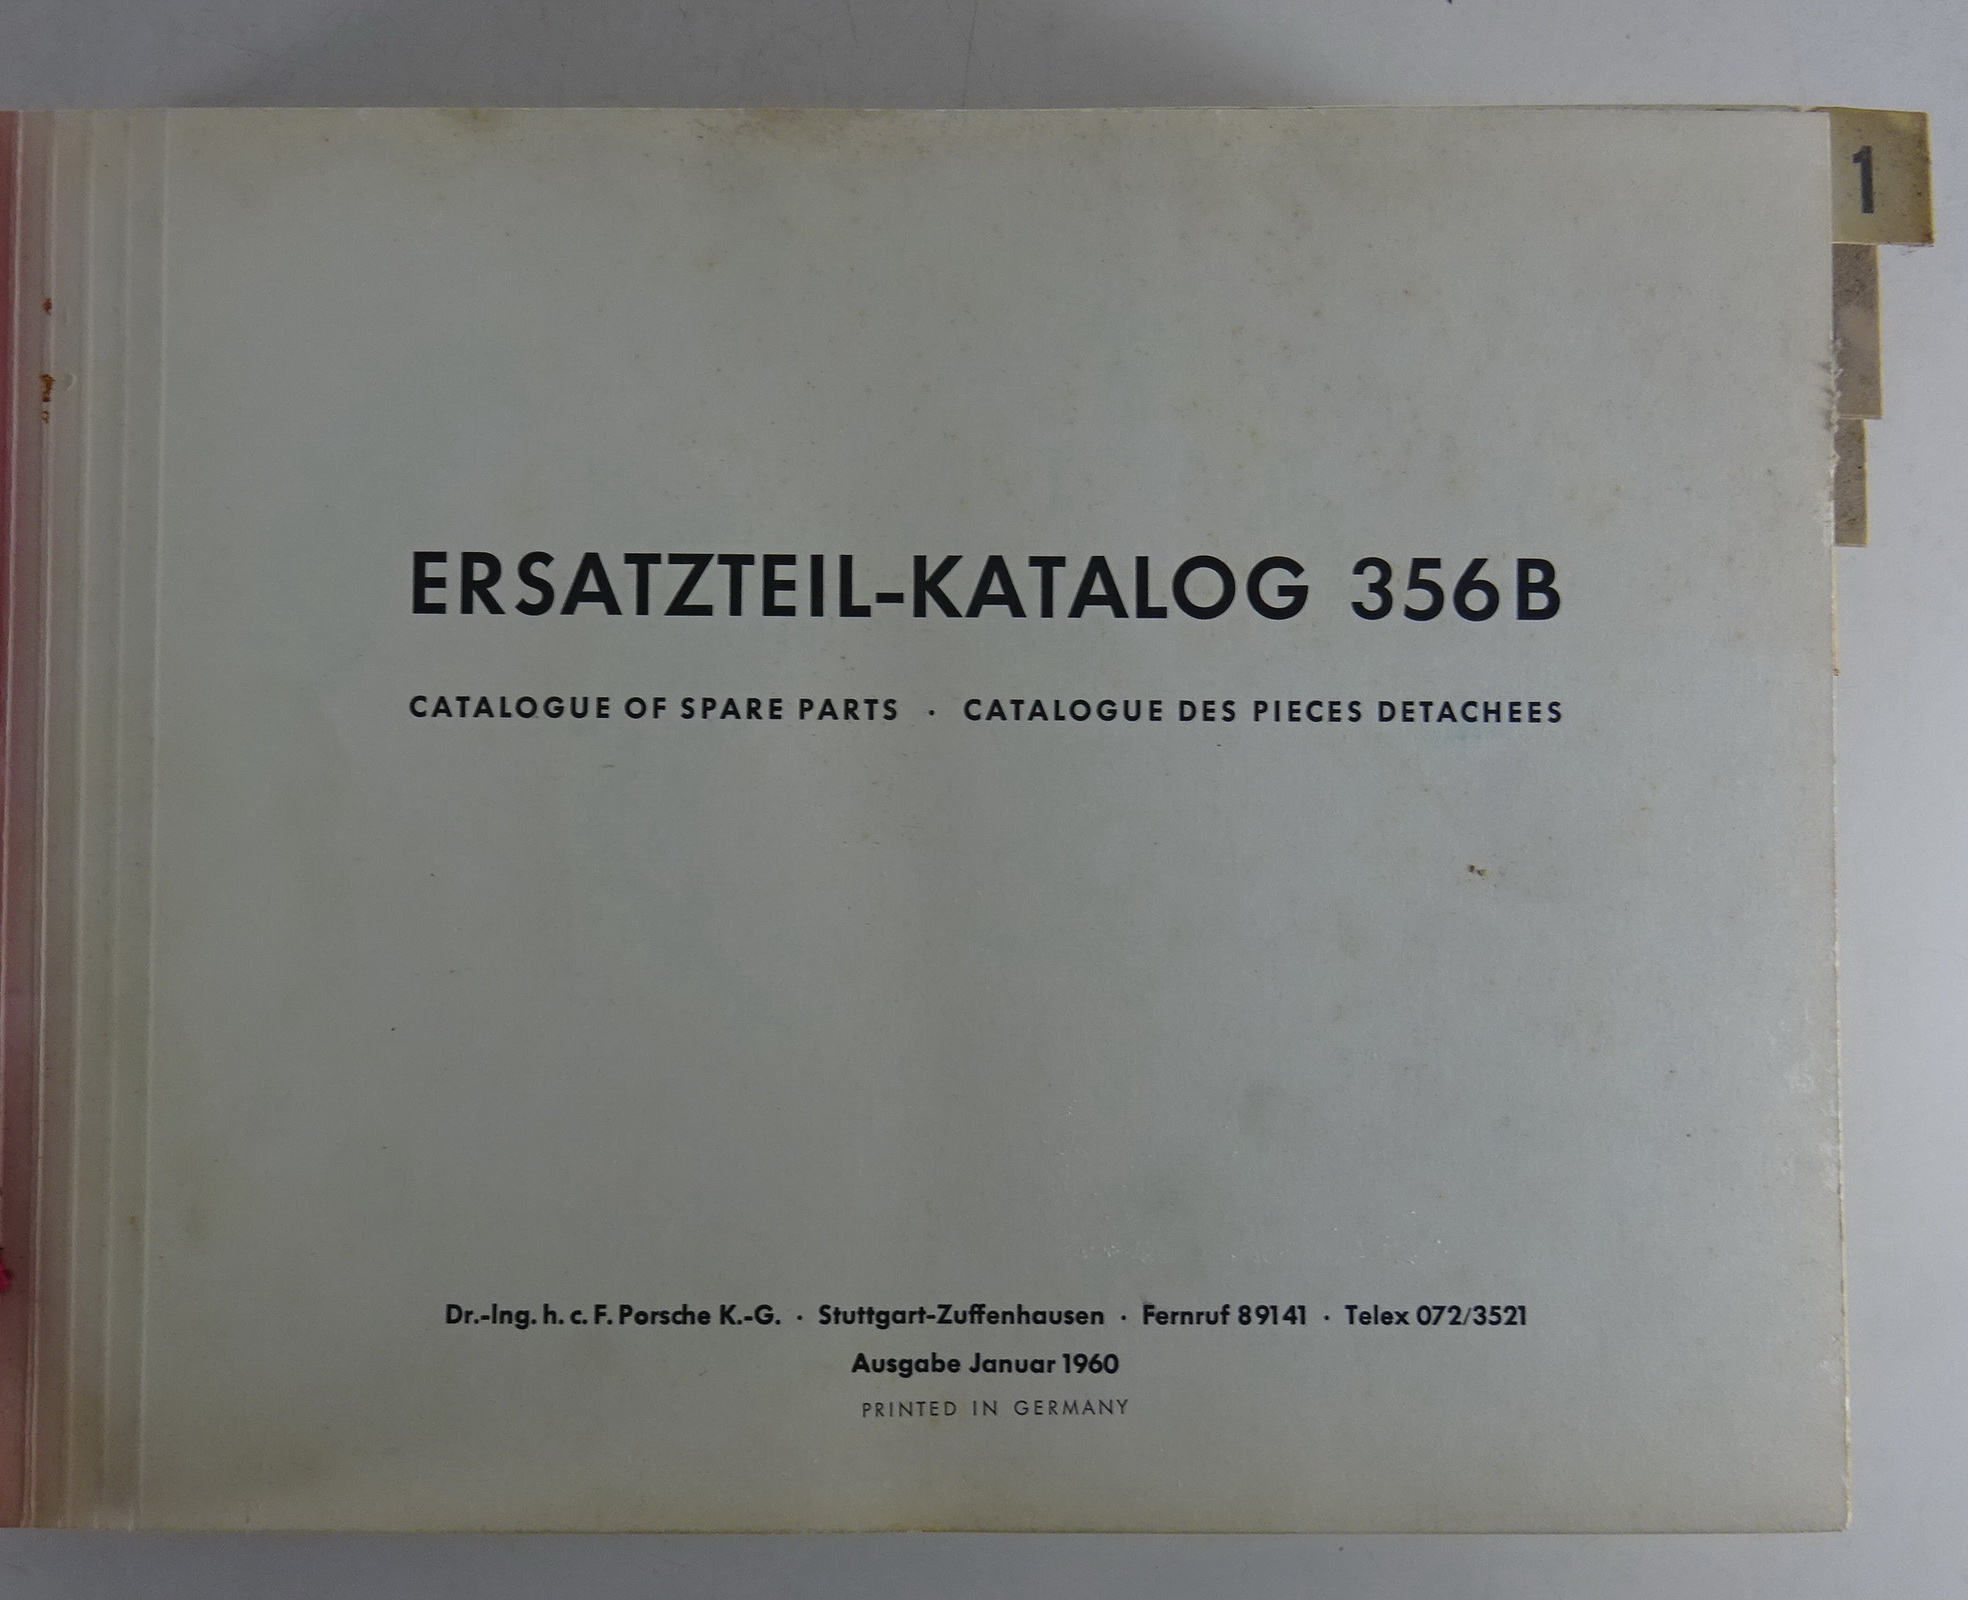 1
ERSATZTEIL-KATALOG 356 B
CATALOGUE OF SPARE PARTS · CATALOGUE DES PIECES DETACHEES
Dr.-Ing. h. c. F. Porsche K.-G. · Stuttgart-Zuffenhausen · Fernruf 89141 · Telex 072/3521
Ausgabe Januar 1960
PRINTED IN GERMANY